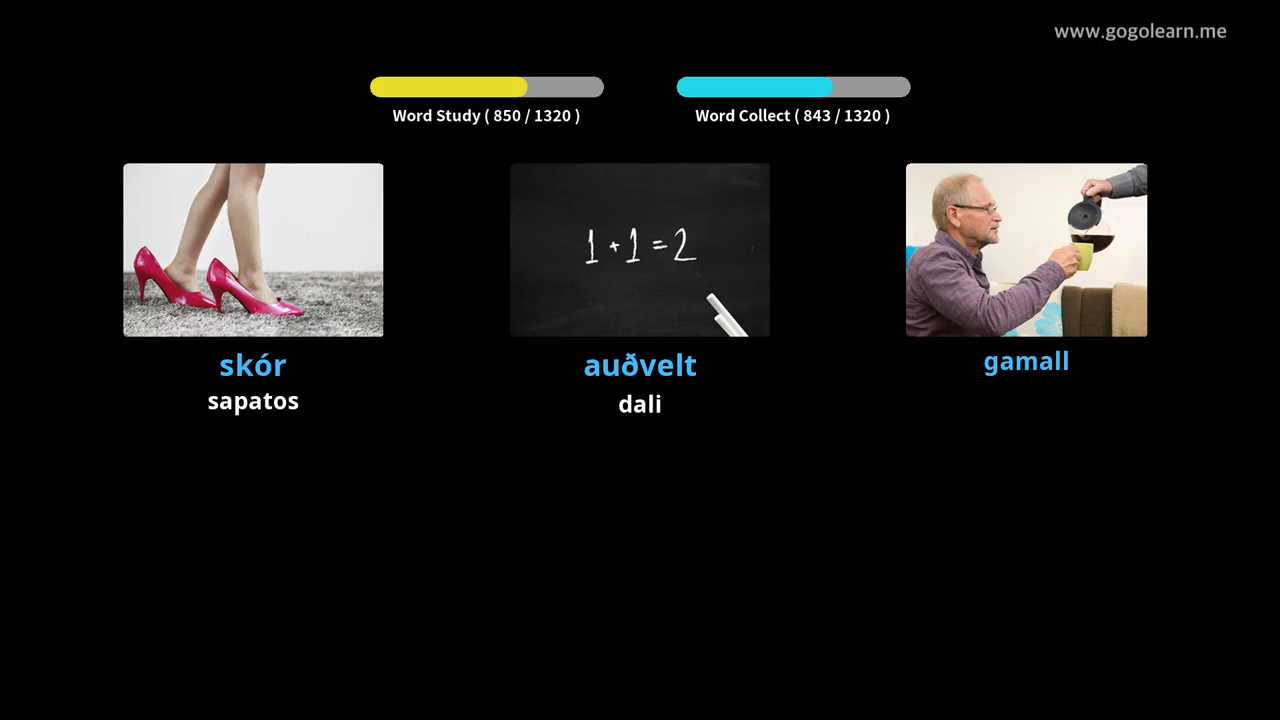 www.gogolearn.me
Word Study ( 850 / 1320 )
Word Collect ( 843 / 1320 )
1 + 1 = 2
skór
auðvelt
gamall
sapatos
dali